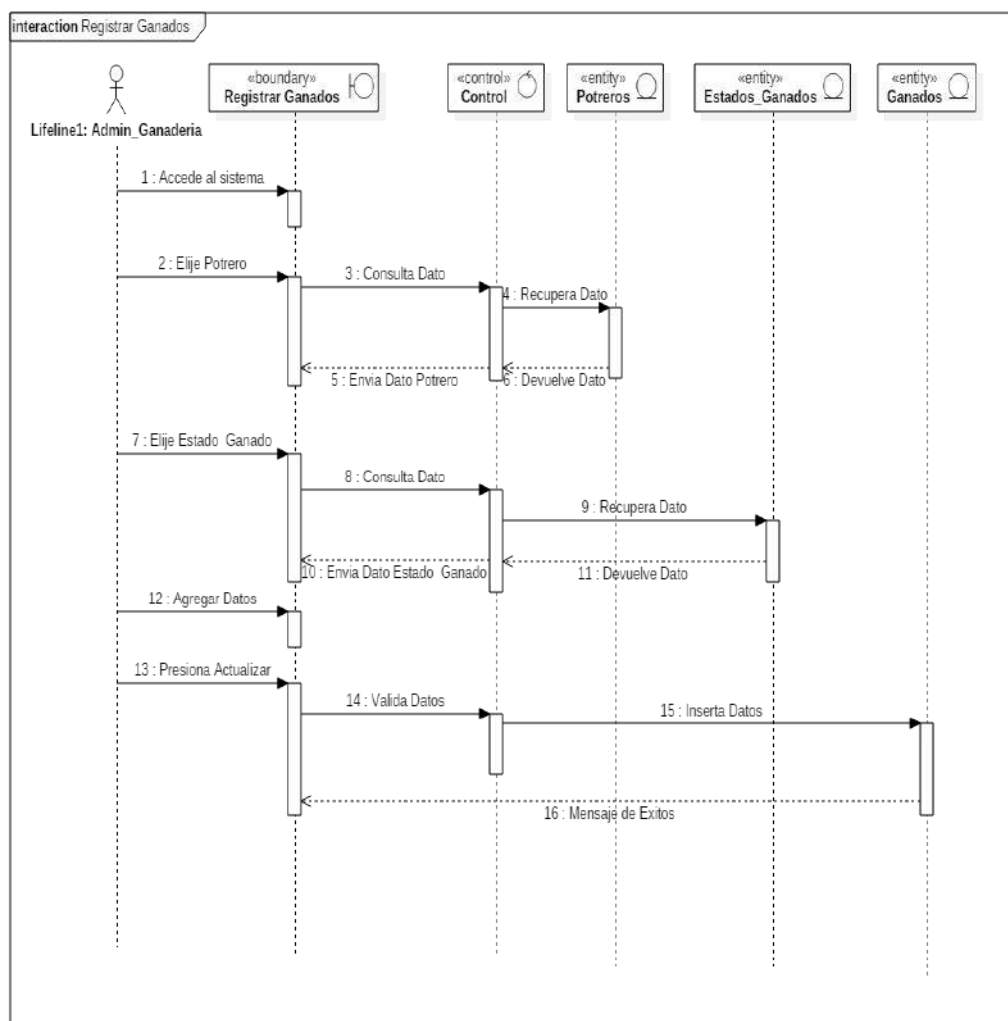 interaction Registrar Ganados
«boundary»
Registrar Ganados
«control»
Control
«entity»
Potreros
«entity»
Estados_Ganados
«entity»
Ganados
Lifeline1: Admin_Ganaderia
1 : Accede al sistema
2 : Elije Potrero
3 : Consulta Dato
4 : Recupera Dato
5 : Envia Dato Potrero
6 : Devuelve Dato
7 : Elije Estado Ganado
8 : Consulta Dato
9 : Recupera Dato
10 : Envia Dato Estado Ganado
11 : Devuelve Dato
12 : Agregar Datos
13 : Presiona Actualizar
14 : Valida Datos
15 : Inserta Datos
16 : Mensaje de Exitos